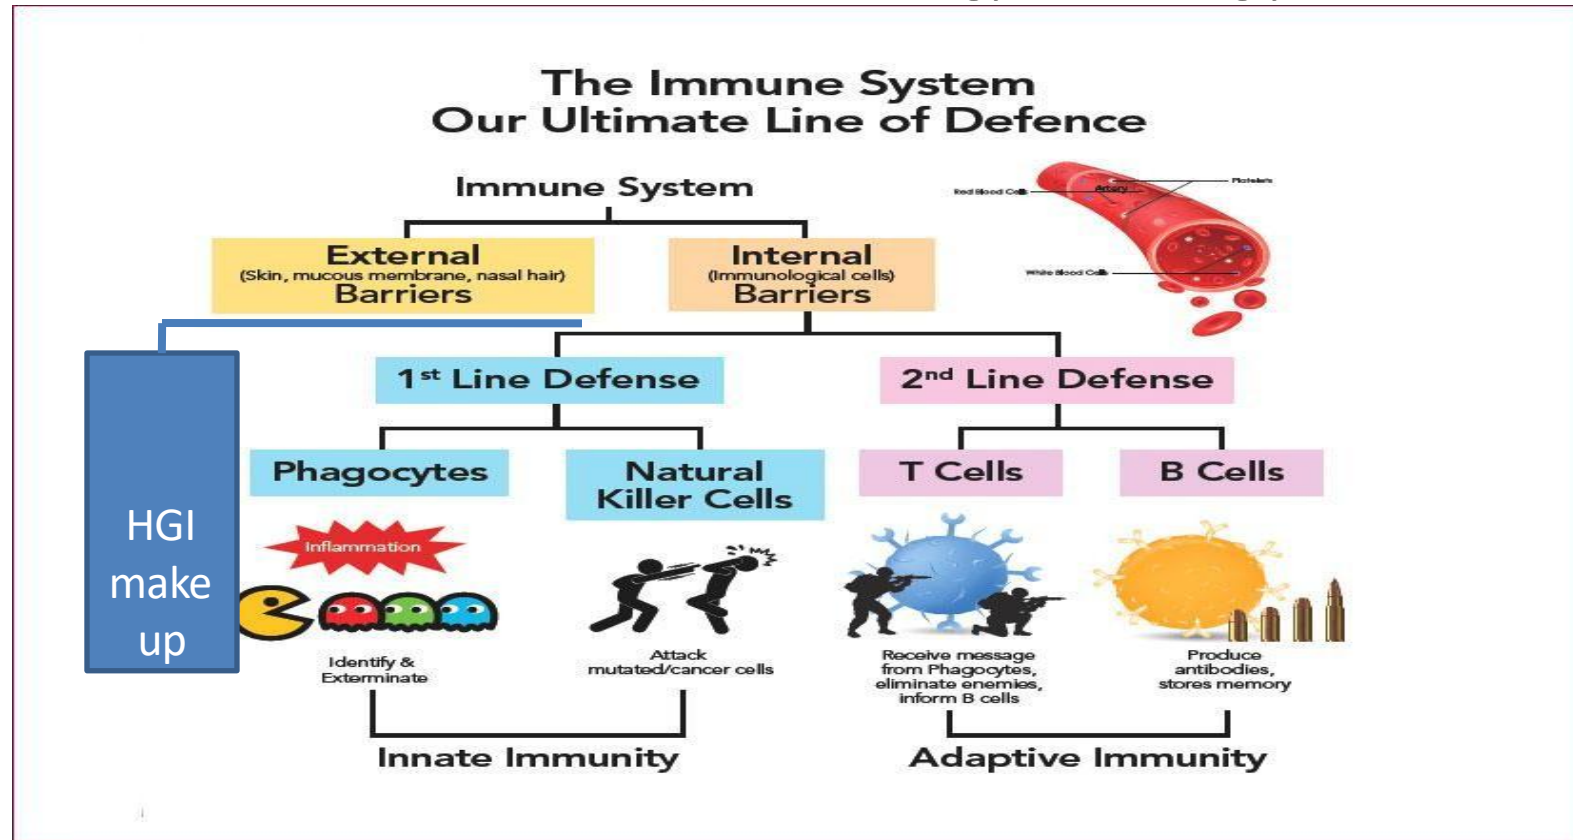 The Immune System
Our Ultimate Line of Defence
Immune System
Red Blood Cells
Artery
Platelets
White Blood Cells
External
(Skin, mucous membrane, nasal hair)
Barriers
Internal
(Immunological cells)
Barriers
1st Line Defense
2nd Line Defense
HGI
make
up
Phagocytes
Natural
Killer Cells
T Cells
B Cells
Inflammation
Identify &
Exterminate
Attack
mutated/cancer cells
Receive message
from Phagocytes,
eliminate enemies,
inform B cells
Produce
antibodies,
stores memory
Innate Immunity
Adaptive Immunity